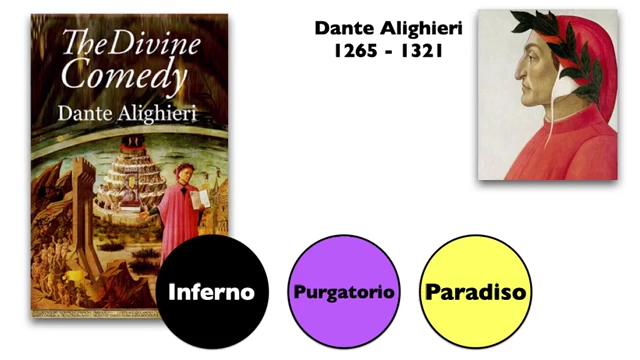 The Divine
Comedy
Dante Alighieri
Dante Alighieri
1265 - 1321
Inferno
Purgatorio
Paradiso